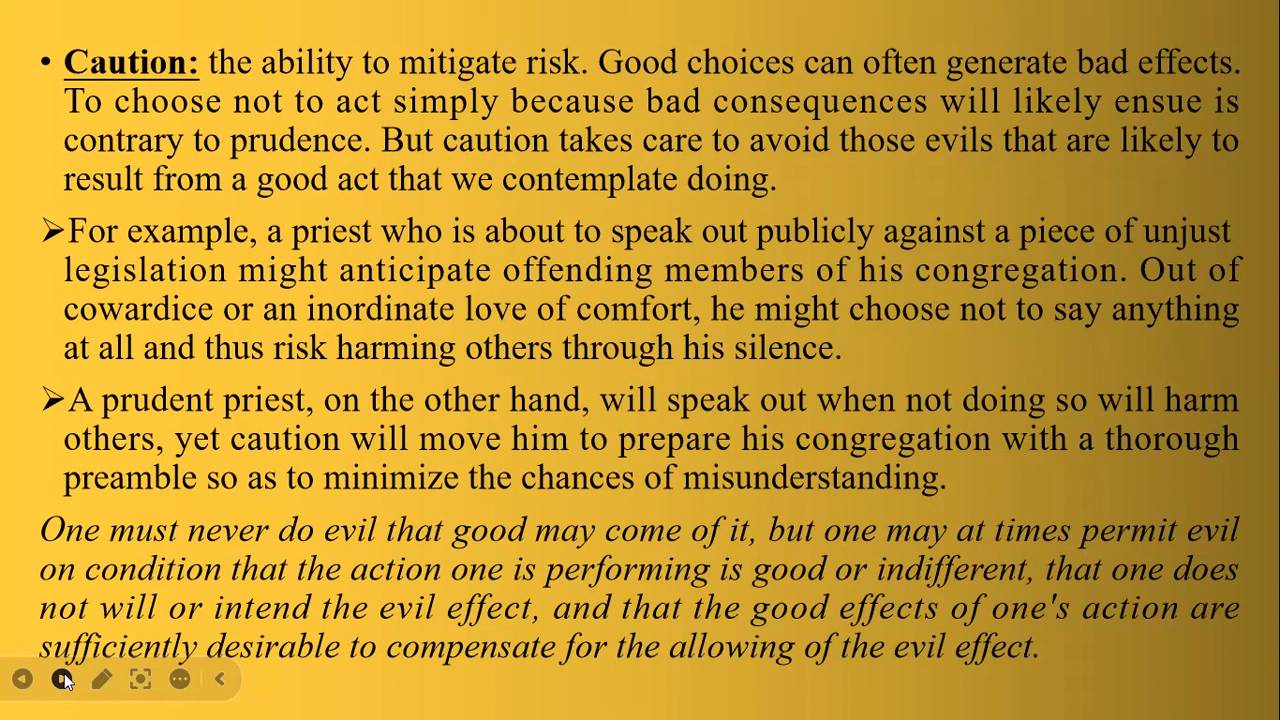 • Caution: the ability to mitigate risk. Good choices can often generate bad effects.
To choose not to act simply because bad consequences will likely ensue is
contrary to prudence. But caution takes care to avoid those evils that are likely to
result from a good act that we contemplate doing.
➢For example, a priest who is about to speak out publicly against a piece of unjust
legislation might anticipate offending members of his congregation. Out of
cowardice or an inordinate love of comfort, he might choose not to say anything
at all and thus risk harming others through his silence.
➢A prudent priest, on the other hand, will speak out when not doing so will harm
others, yet caution will move him to prepare his congregation with a thorough
preamble so as to minimize the chances of misunderstanding.
One must never do evil that good may come of it, but one may at times permit evil
on condition that the action one is performing is good or indifferent, that one does
not will or intend the evil effect, and that the good effects of one's action are
sufficiently desirable to compensate for the allowing of the evil effect.